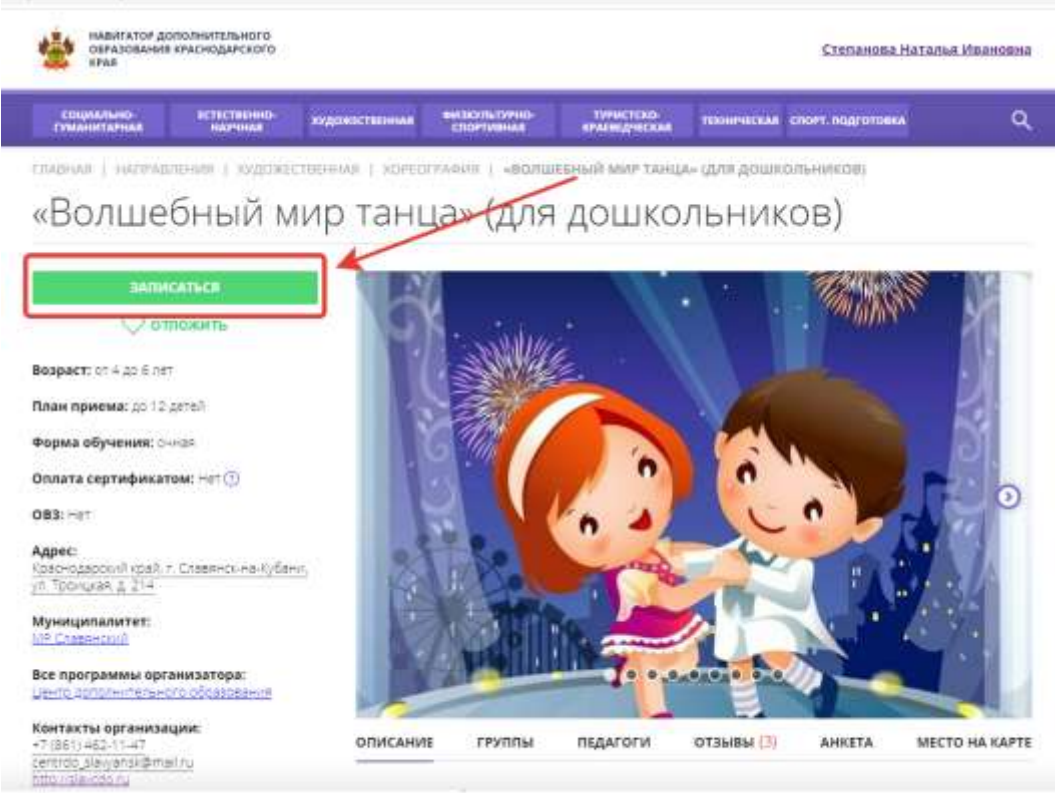 НАВИГАТОР ДОПОЛНИТЕЛЬНОГО
ОБРАЗОВАНИЯ КРАСНОДАРСКОГО
КРАЯ
Степанова Наталья Ивановна
СОЦИАЛЬНО-
ГУМАНИТАРНАЯ
ЕСТЕСТВЕННО-
НАУЧНАЯ
ХУДОЖЕСТВЕННАЯ
ФИЗКУЛЬТУРНО-
СПОРТИВНАЯ
ТУРИСТСКО-
КРАЕВЕДЧЕСКАЯ
ТЕХНИЧЕСКАЯ
СПОРТ. ПОДГОТОВКА
ГЛАВНАЯ | НАПРАВЛЕНИЯ | ХУДОЖЕСТВЕННАЯ | ХОРЕОГРАФИЯ | «ВОЛШЕБНЫЙ МИР ТАНЦА» (ДЛЯ ДОШКОЛЬНИКОВ)
«Волшебный мир танца» (для дошкольников)
ЗАПИСАТЬСЯ
ОТЛОЖИТЬ
Возраст: от 4 до 6 лет
План приема: до 12 детей
Форма обучения: очная
Оплата сертификатом: Нет ?
ОВЗ: Нет
Адрес:
Краснодарский край, г. Славянск-на-Кубани,
ул. Троицкая, д. 214
Муниципалитет:
МР Славянский
Все программы организатора:
Центр дополнительного образования
Контакты организации:
+7 (861) 462-11-47
centrdo_slavyansk@mail.ru
http://slavcdo.ru
ОПИСАНИЕ
ГРУППЫ
ПЕДАГОГИ
ОТЗЫВЫ (3)
АНКЕТА
МЕСТО НА КАРТЕ